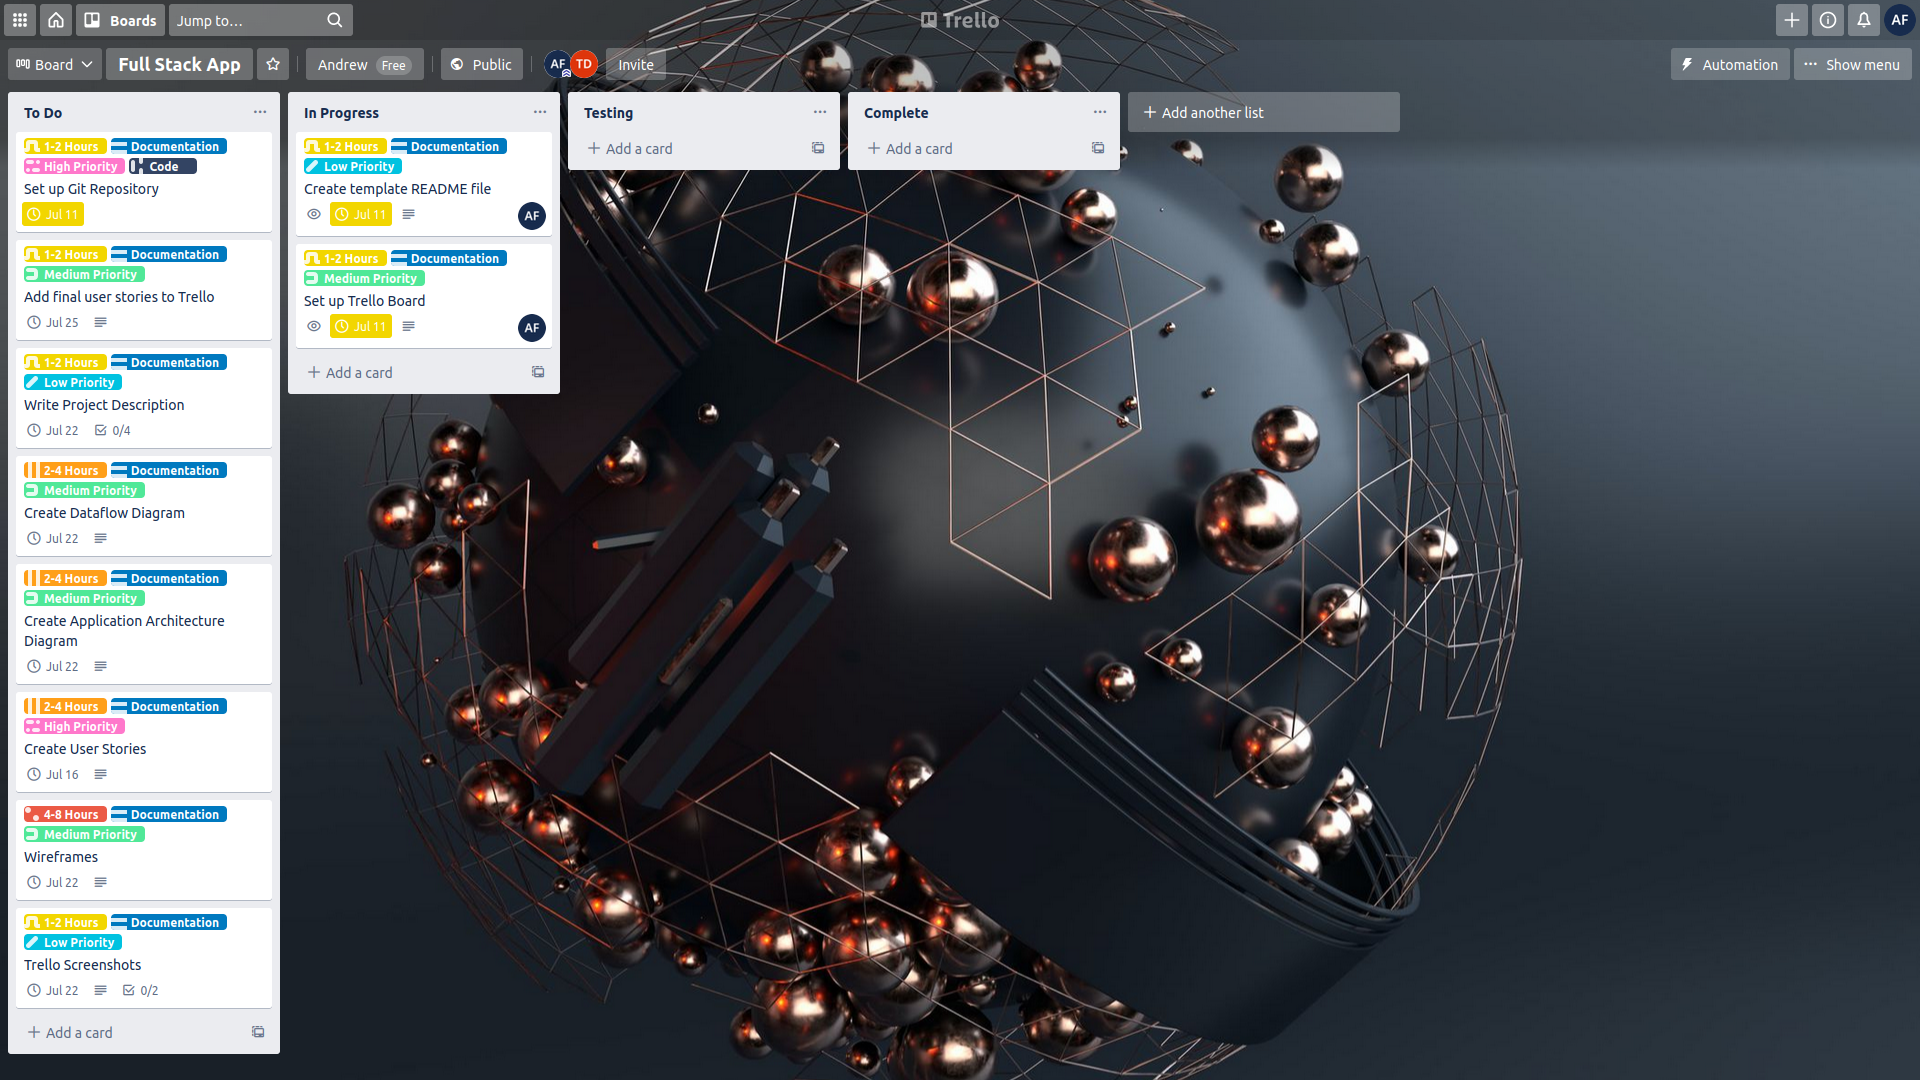 Boards
Jump to...
Trello
AF
Board
Full Stack App
Andrew Free
Public
AF
TD
Invite
Automation
Show menu
To Do
1-2 Hours Documentation
High Priority Code
Set up Git Repository
Jul 11
1-2 Hours Documentation
Medium Priority
Add final user stories to Trello
Jul 25
1-2 Hours Documentation
Low Priority
Write Project Description
Jul 22 0/4
2-4 Hours Documentation
Medium Priority
Create Dataflow Diagram
Jul 22
2-4 Hours Documentation
Medium Priority
Create Application Architecture
Diagram
Jul 22
2-4 Hours Documentation
High Priority
Create User Stories
Jul 16
4-8 Hours Documentation
Medium Priority
Wireframes
Jul 22
1-2 Hours Documentation
Low Priority
Trello Screenshots
Jul 22 0/2
Add a card
In Progress
1-2 Hours Documentation
Low Priority
Create template README file
Jul 11
AF
1-2 Hours Documentation
Medium Priority
Set up Trello Board
Jul 11
AF
Add a card
Testing
Add a card
Complete
Add a card
Add another list